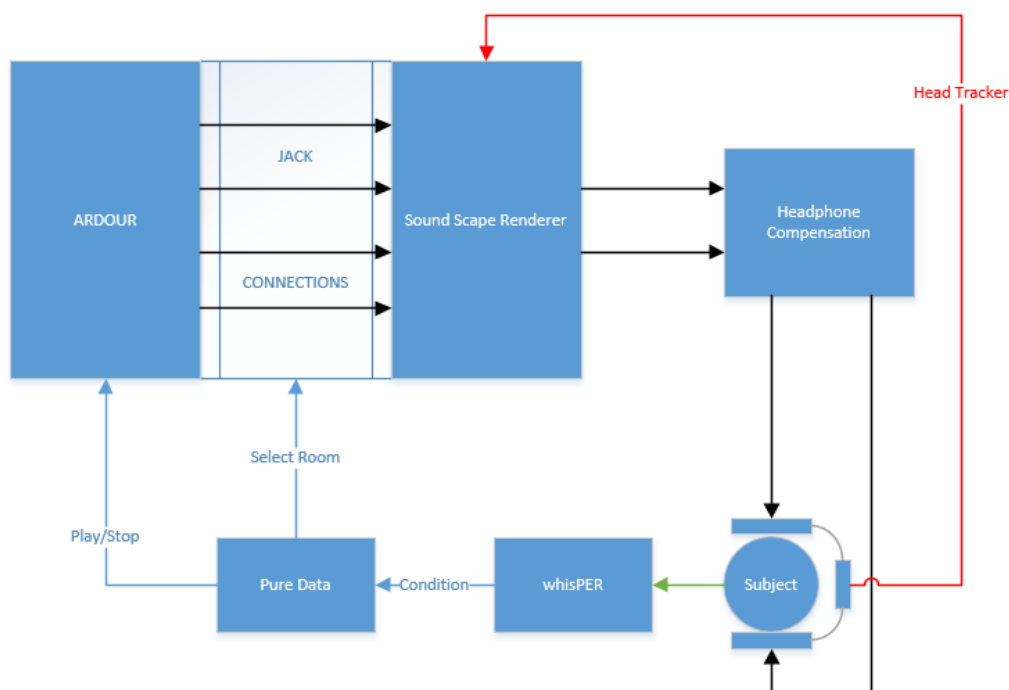 Head Tracker
JACK
ARDOUR
Sound Scape Renderer
Headphone
Compensation
CONNECTIONS
Select Room
Play/Stop
Pure Data
Condition
whisPER
Subject